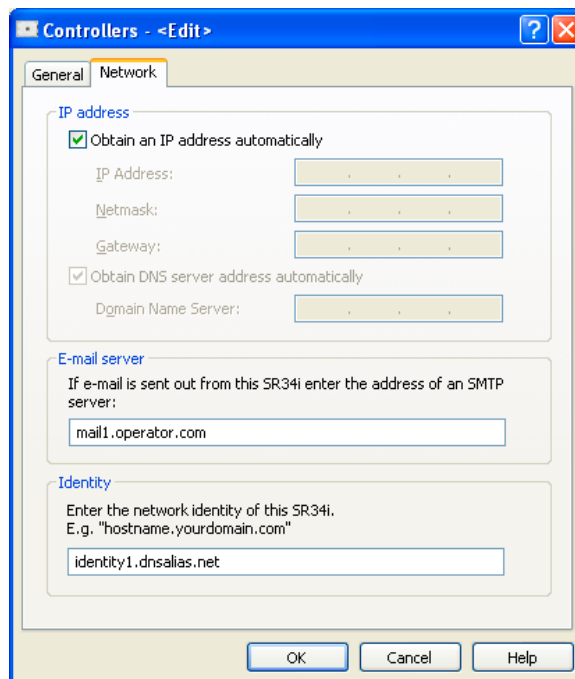 Controllers - <Edit>
General
Network
IP address
Obtain an IP address automatically
IP Address:
Netmask:
Gateway:
Obtain DNS server address automatically
Domain Name Server:
E-mail server
If e-mail is sent out from this SR34i enter the address of an SMTP
server:
mail1.operator.com
Identity
Enter the network identity of this SR34i.
E.g. "hostname.yourdomain.com"
identity1.dnsalias.net
OK
Cancel
Help